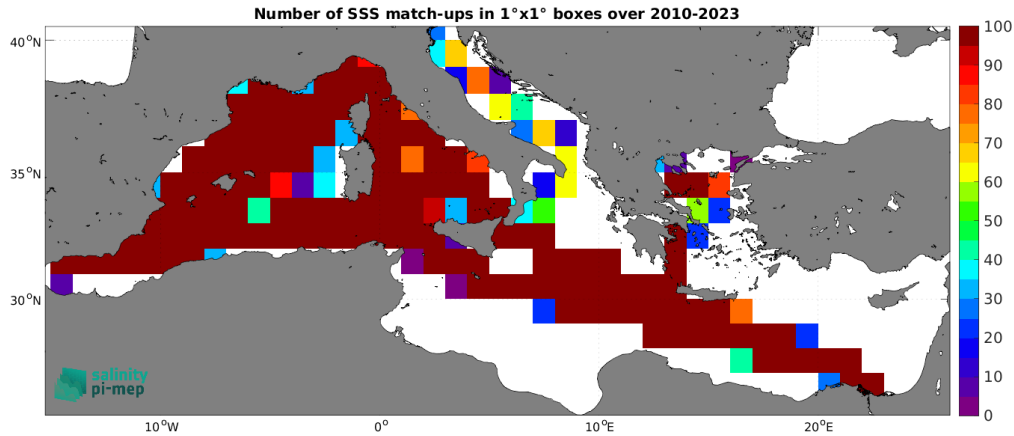 Number of SSS match-ups in 1°x1° boxes over 2010-2023
40°N
35°N
30°N
10°W
0°
10°E
20°E
100
90
80
70
60
50
40
30
20
10
0
salinity
pi-mep